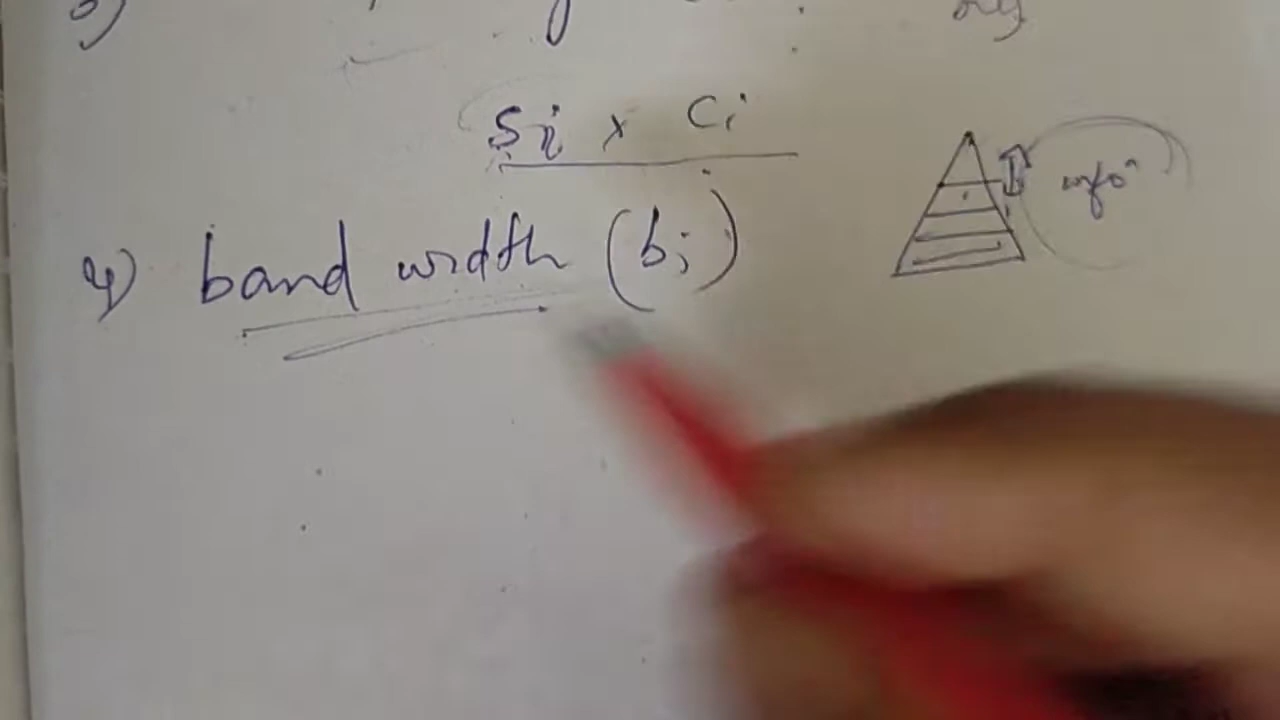 Si x Ci
4) band width (bi)
info^n